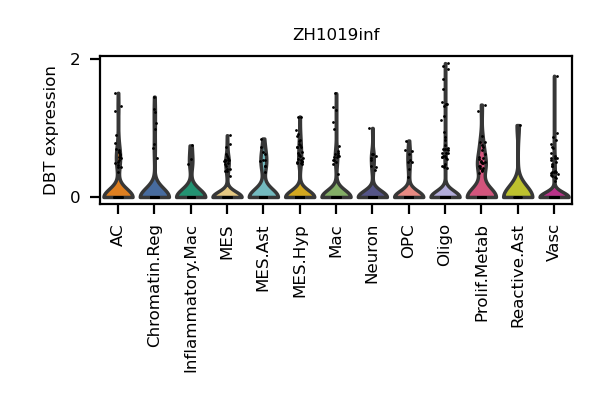 ZH1019inf
DBT expression
2
0
AC
Chromatin.Reg
Inflammatory.Mac
MES
MES.Ast
MES.Hyp
Mac
Neuron
OPC
Oligo
Prolif.Metab
Reactive.Ast
Vasc